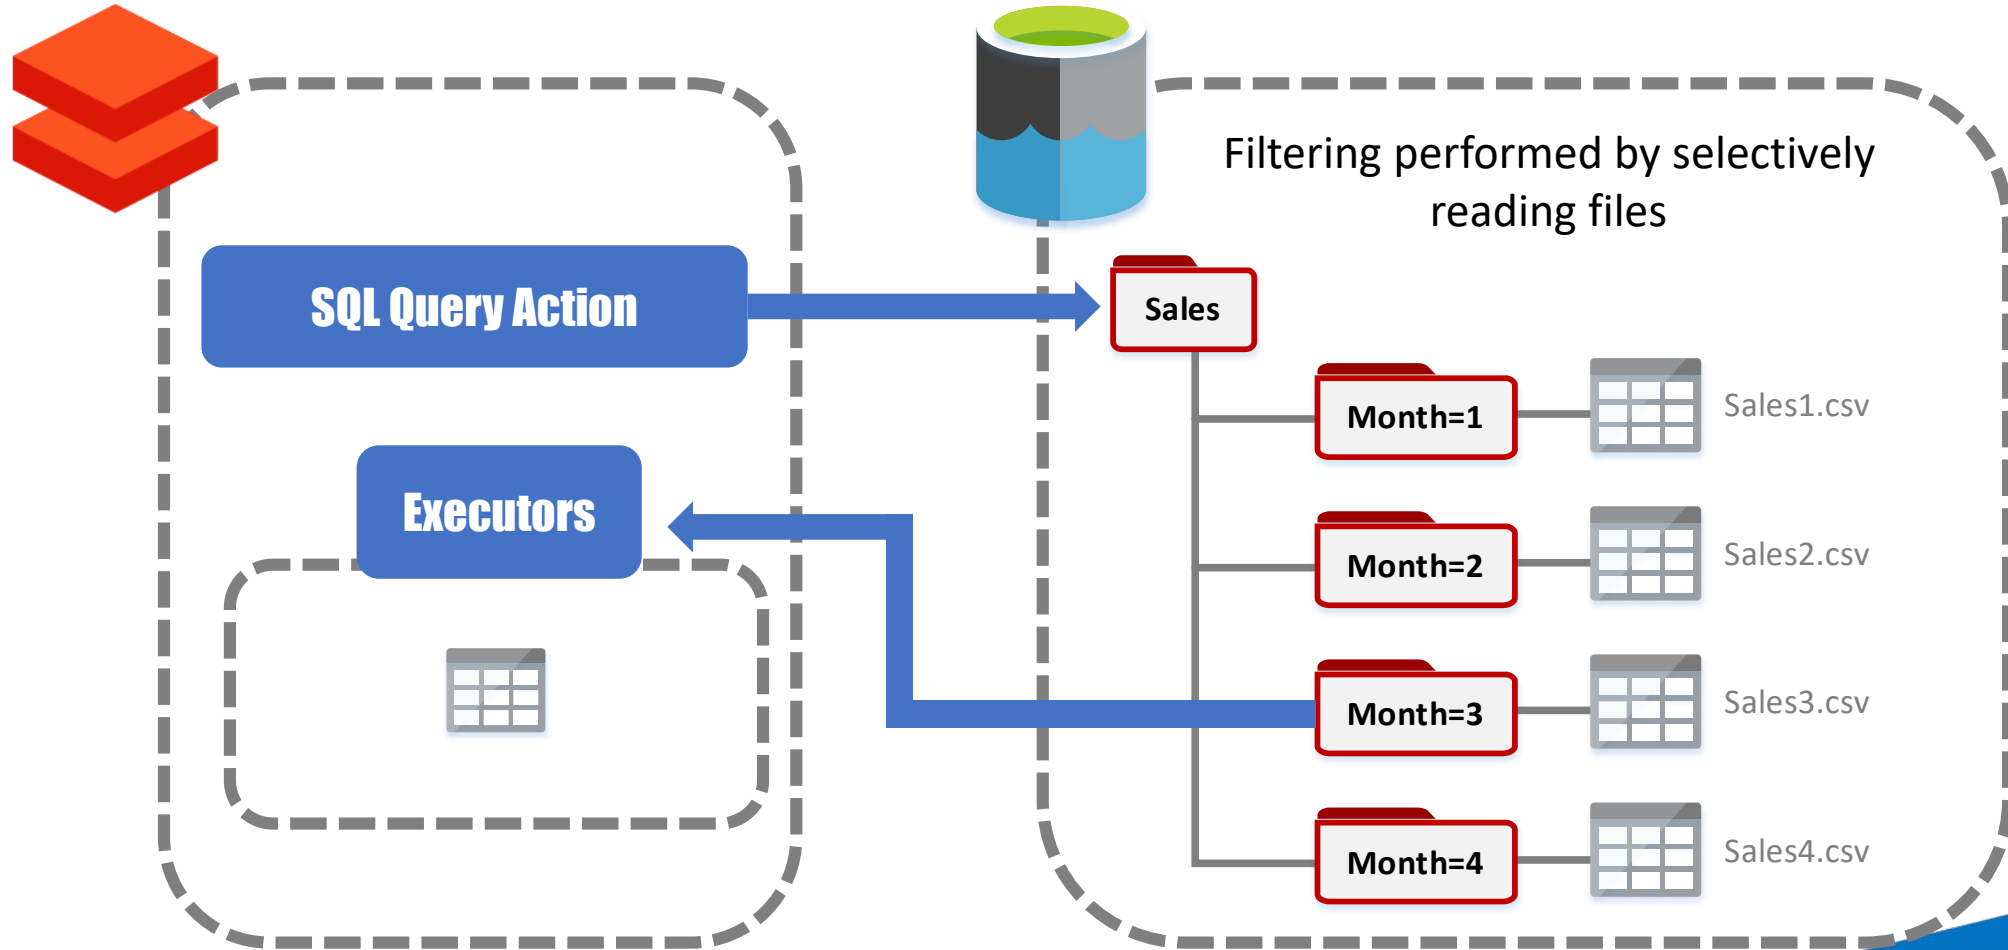 Filtering performed by selectively
reading files
SQL Query Action
Sales
Month=1
Sales1.csv
Executors
Month=2
Sales2.csv
Month=3
Sales3.csv
Month=4
Sales4.csv